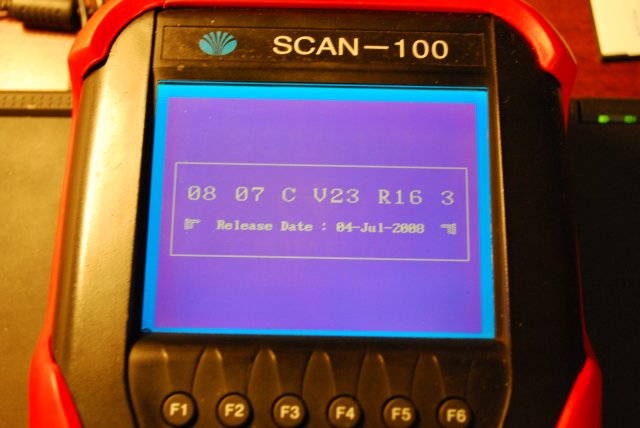 SCAN-100
08 07 C V23 R16 3
Release Date : 04-Jul-2008
F1 F2 F3 F4 F5 F6